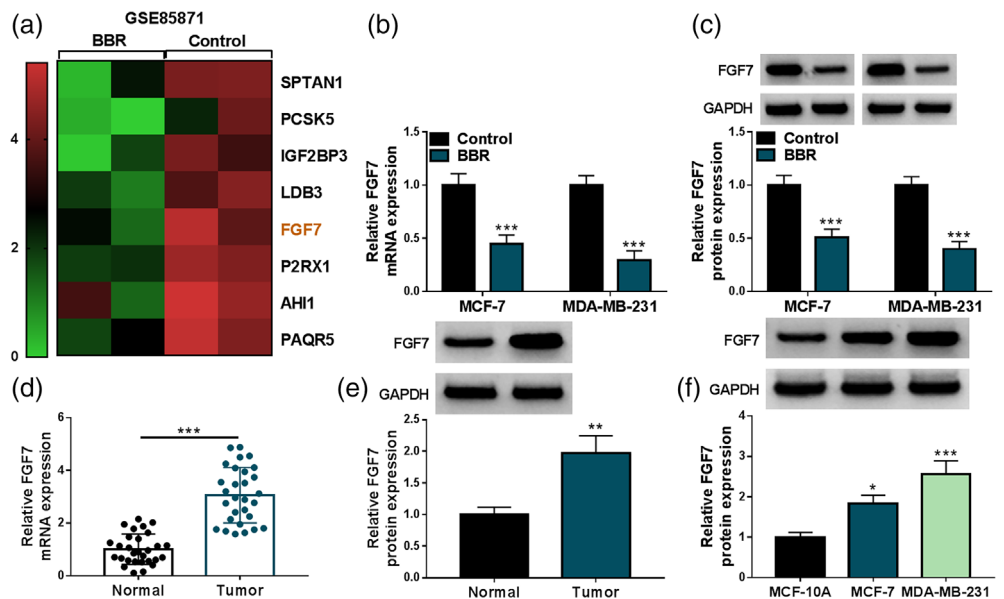 (a)
GSE85871
BBR
Control
4
2
0
SPTAN1
PCSK5
IGF2BP3
LDB3
FGF7
P2RX1
AHI1
PAQR5
(b)
Relative FGF7
mRNA expression
1.5
1.0
0.5
0.0
Control
BBR
***
***
MCF-7
MDA-MB-231
(c)
FGF7
GAPDH
Relative FGF7
protein expression
1.5
1.0
0.5
0.0
Control
BBR
***
***
MCF-7
MDA-MB-231
(d)
Relative FGF7
mRNA expression
6
4
2
0
***
Normal
Tumor
(e)
FGF7
GAPDH
Relative FGF7
protein expression
2.5
2.0
1.5
1.0
0.5
0.0
**
Normal
Tumor
(f)
FGF7
GAPDH
Relative FGF7
protein expression
4
3
2
1
0
*
***
MCF-10A
MCF-7
MDA-MB-231